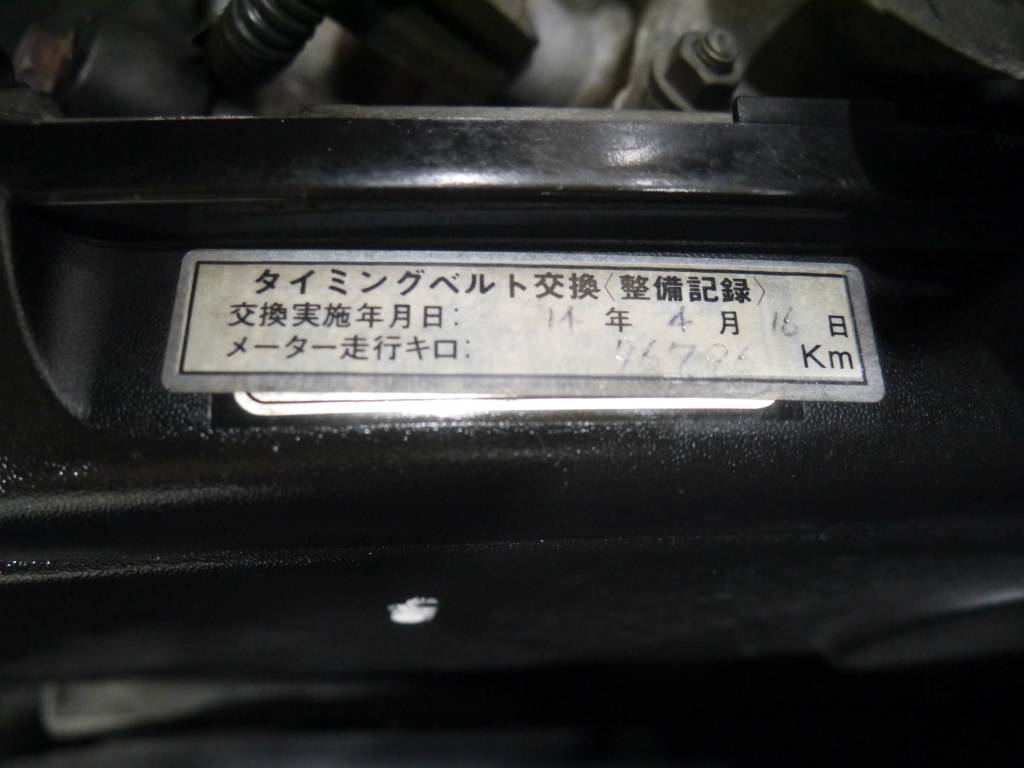 タイミングベルト交換〈整備記録〉
交換実施年月日: 14 年 4 月 16 日
メーター走行キロ: Km